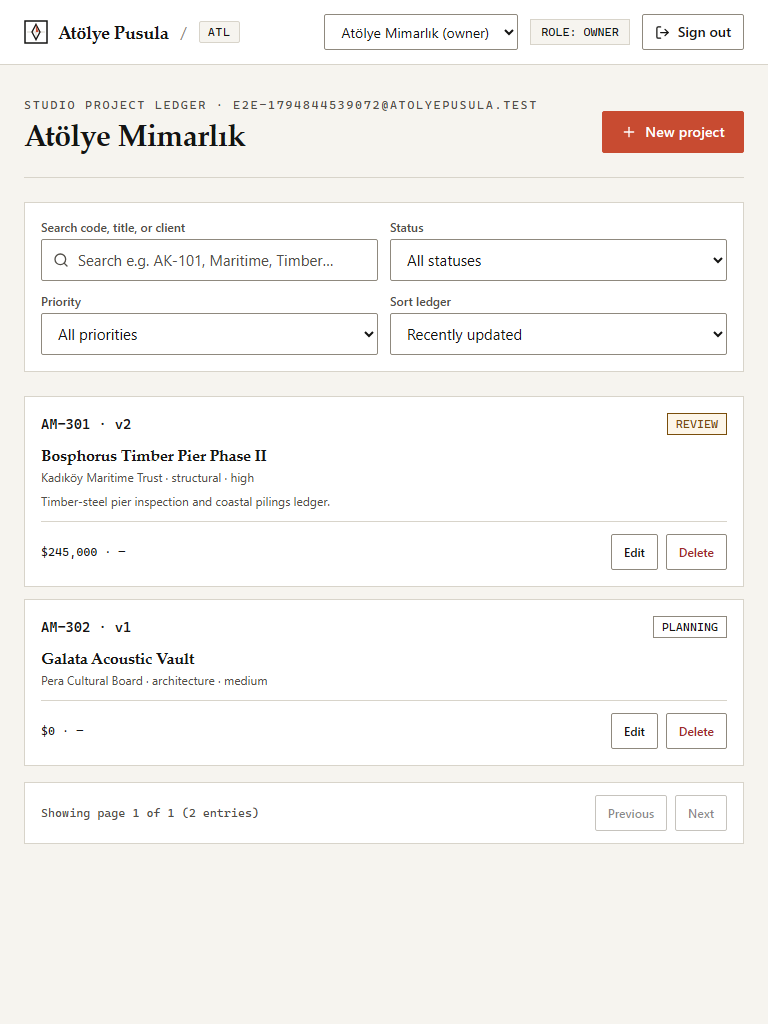 Atölye Pusula / ATL
Atölye Mimarlık (owner)
ROLE: OWNER
Sign out
STUDIO PROJECT LEDGER · E2E-1794844539072@ATOLYEPUSULA.TEST
Atölye Mimarlık
+ New project
Search code, title, or client
Search e.g. AK-101, Maritime, Timber...
Status
All statuses
Priority
All priorities
Sort ledger
Recently updated
AM-301 · v2
REVIEW
Bosphorus Timber Pier Phase II
Kadıköy Maritime Trust · structural · high
Timber-steel pier inspection and coastal pilings ledger.
$245,000 · —
Edit
Delete
AM-302 · v1
PLANNING
Galata Acoustic Vault
Pera Cultural Board · architecture · medium
$0 · —
Edit
Delete
Showing page 1 of 1 (2 entries)
Previous
Next